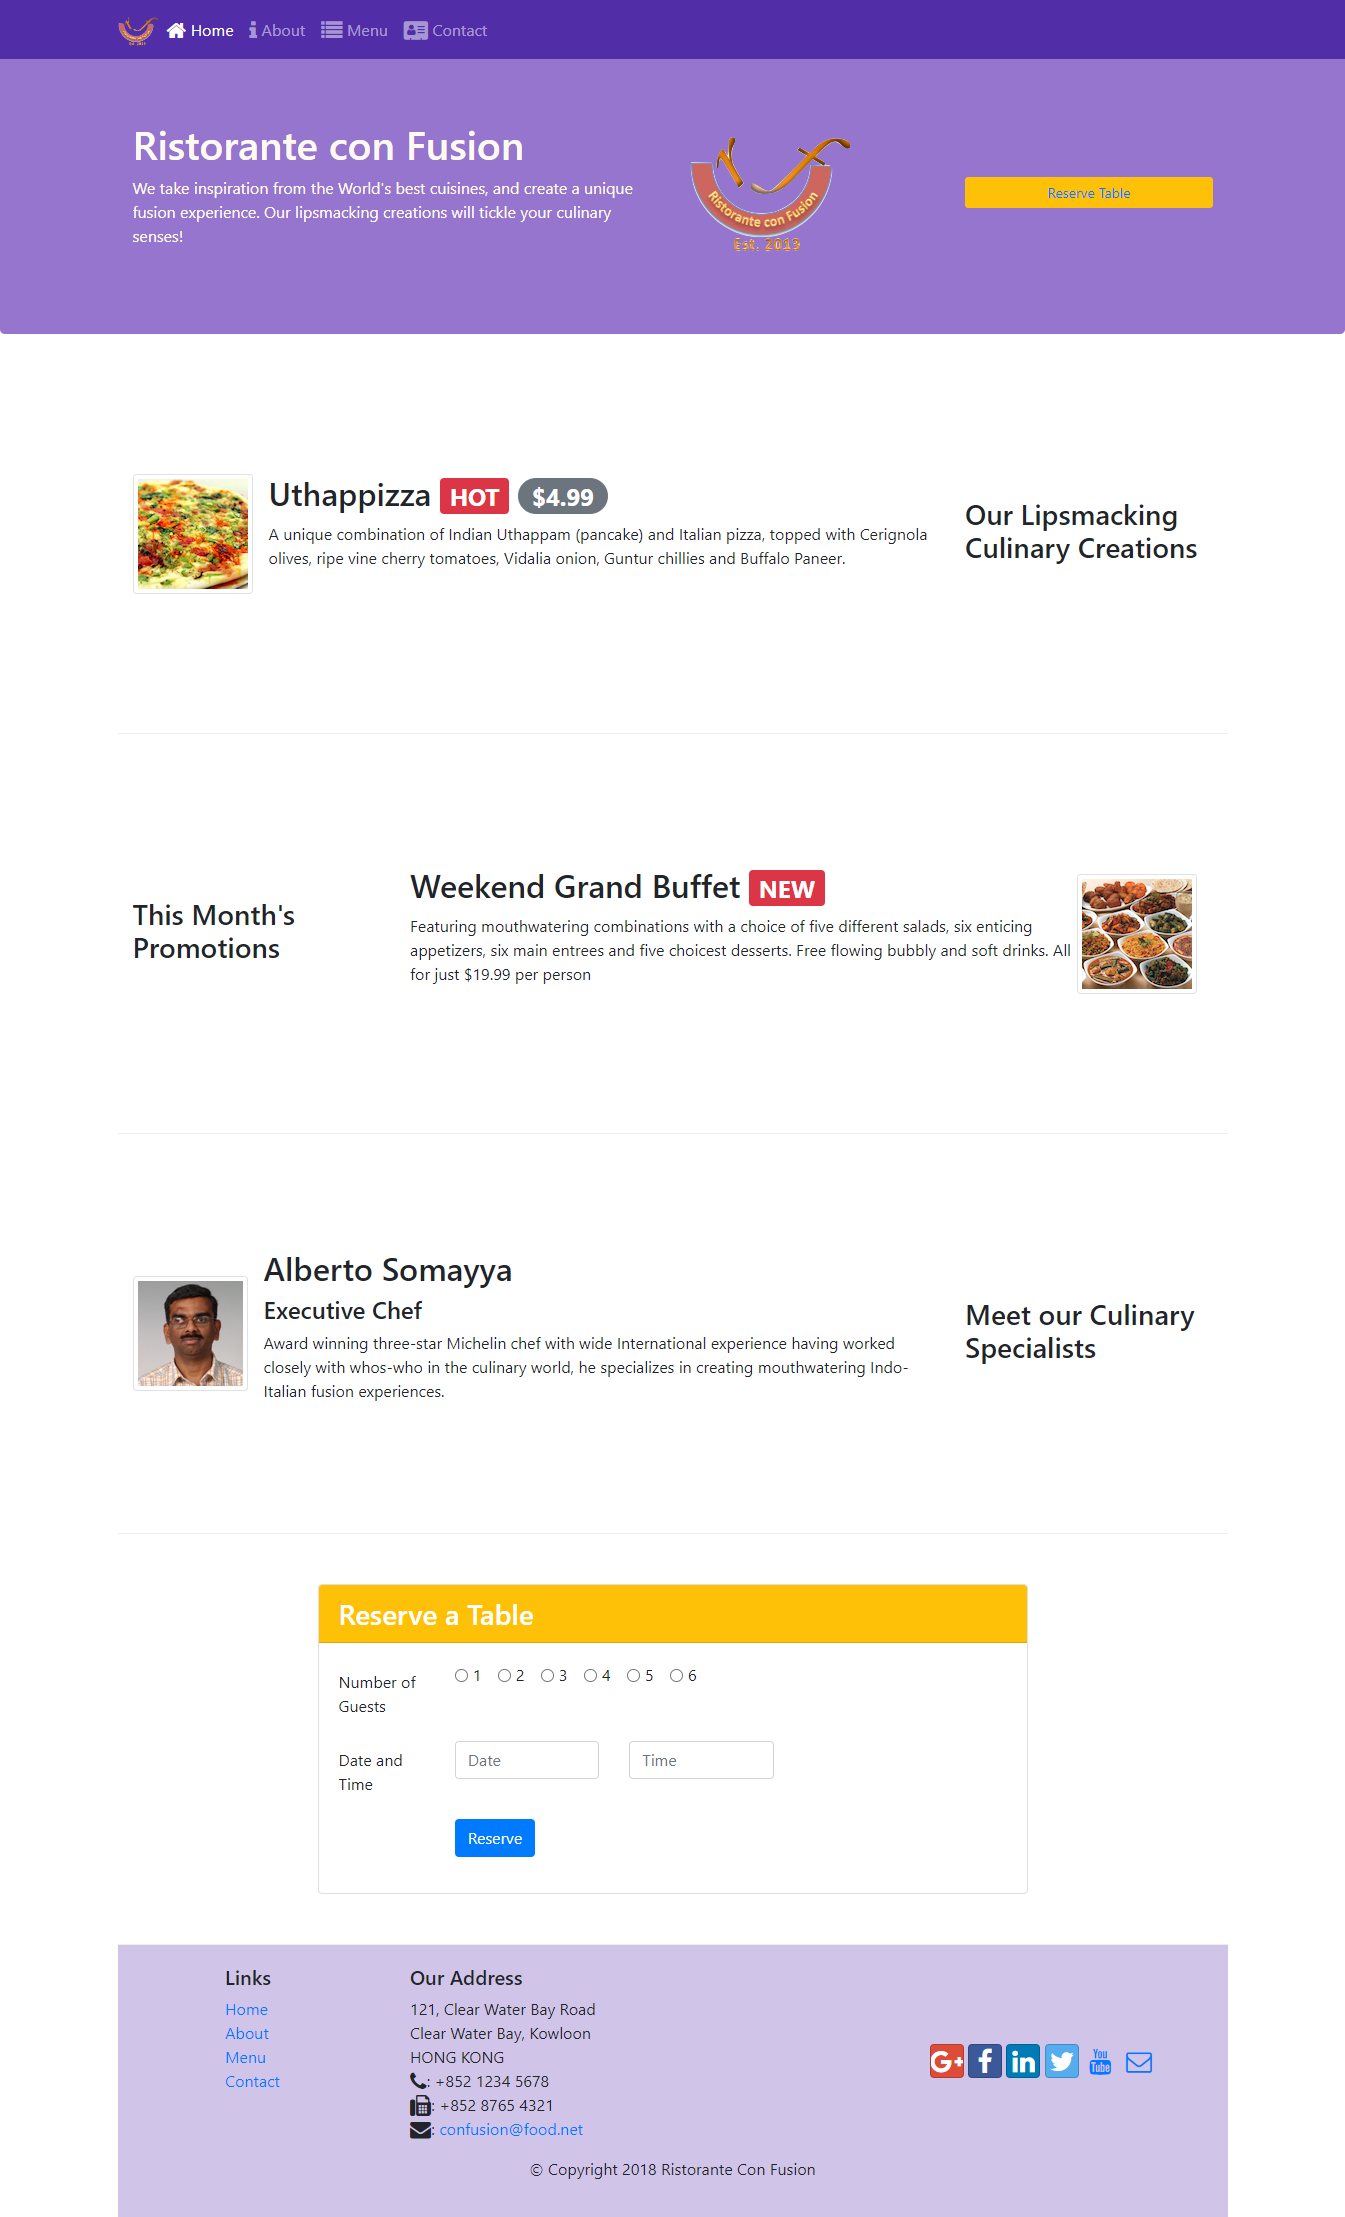 Home About Menu Contact
Ristorante con Fusion
We take inspiration from the World's best cuisines, and create a unique
fusion experience. Our lipsmacking creations will tickle your culinary
senses!
Ristorante con Fusion
Est. 2013
Reserve Table
Uthappizza HOT $4.99
A unique combination of Indian Uthappam (pancake) and Italian pizza, topped with Cerignola
olives, ripe vine cherry tomatoes, Vidalia onion, Guntur chillies and Buffalo Paneer.
Our Lipsmacking
Culinary Creations
This Month's
Promotions
Weekend Grand Buffet NEW
Featuring mouthwatering combinations with a choice of five different salads, six enticing
appetizers, six main entrees and five choicest desserts. Free flowing bubbly and soft drinks. All
for just $19.99 per person
Alberto Somayya
Executive Chef
Award winning three-star Michelin chef with wide International experience having worked
closely with whos-who in the culinary world, he specializes in creating mouthwatering Indo-
Italian fusion experiences.
Meet our Culinary
Specialists
Reserve a Table
Number of
Guests
1 2 3 4 5 6
Date and
Time
Date Time
Reserve
Links
Home
About
Menu
Contact
Our Address
121, Clear Water Bay Road
Clear Water Bay, Kowloon
HONG KONG
: +852 1234 5678
: +852 8765 4321
: confusion@food.net
G+ f in You Tube
© Copyright 2018 Ristorante Con Fusion